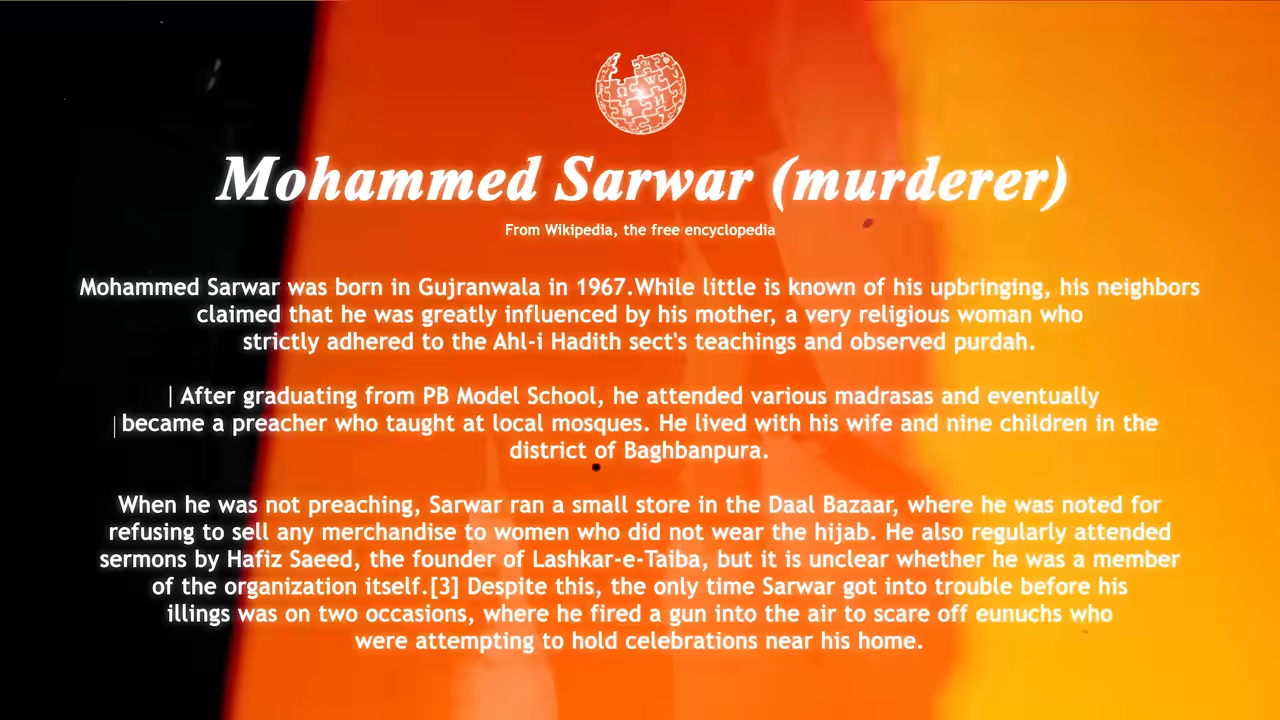 Mohammed Sarwar (murderer)
From Wikipedia, the free encyclopedia
Mohammed Sarwar was born in Gujranwala in 1967.While little is known of his upbringing, his neighbors
claimed that he was greatly influenced by his mother, a very religious woman who
strictly adhered to the Ahl-i Hadith sect's teachings and observed purdah.
| After graduating from PB Model School, he attended various madrasas and eventually
|became a preacher who taught at local mosques. He lived with his wife and nine children in the
district of Baghbanpura.
When he was not preaching, Sarwar ran a small store in the Daal Bazaar, where he was noted for
refusing to sell any merchandise to women who did not wear the hijab. He also regularly attended
sermons by Hafiz Saeed, the founder of Lashkar-e-Taiba, but it is unclear whether he was a member
of the organization itself.[3] Despite this, the only time Sarwar got into trouble before his
illings was on two occasions, where he fired a gun into the air to scare off eunuchs who
were attempting to hold celebrations near his home.